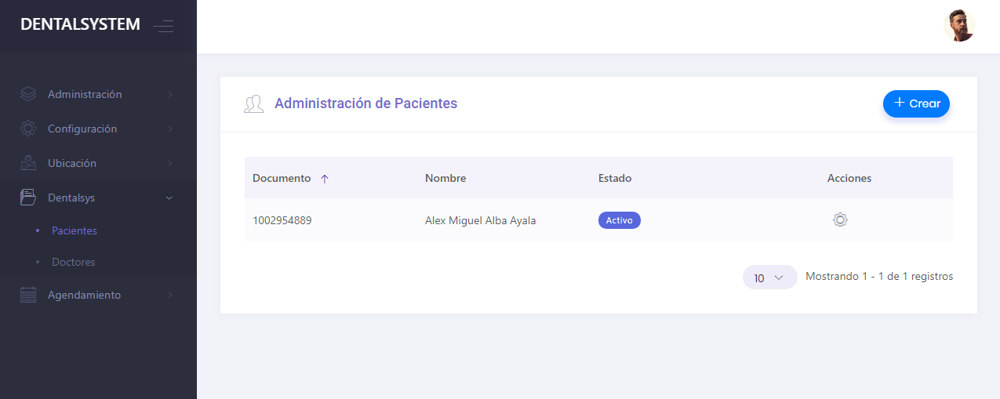 DENTALSYSTEM
Administración
Configuración
Ubicación
Dentalsys
Pacientes
Doctores
Agendamiento
Administración de Pacientes
+ Crear
Documento ↑ Nombre Estado Acciones
1002954889 Alex Miguel Alba Ayala Activo
10 Mostrando 1 - 1 de 1 registros